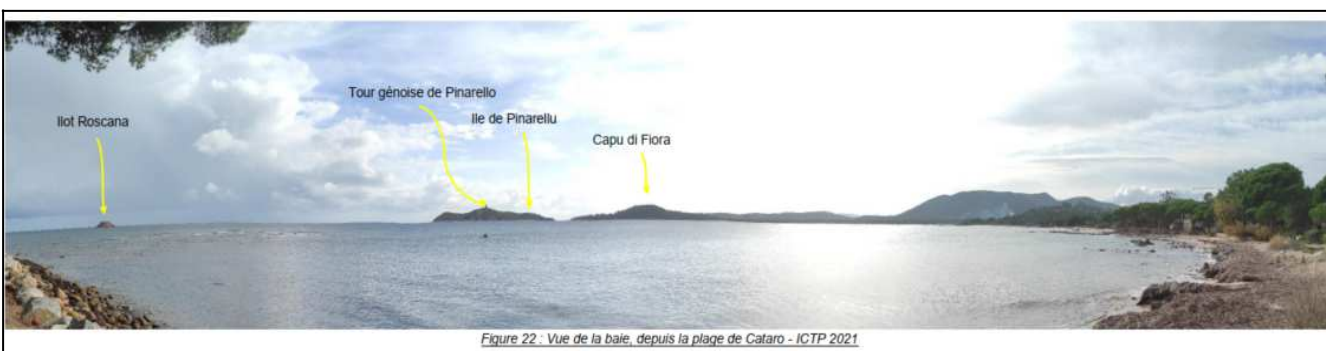 Tour génoise de Pinarello
Ilot Roscana
Ile de Pinarellu
Capu di Fiora
Figure 22 : Vue de la baie, depuis la plage de Cataro - ICTP 2021